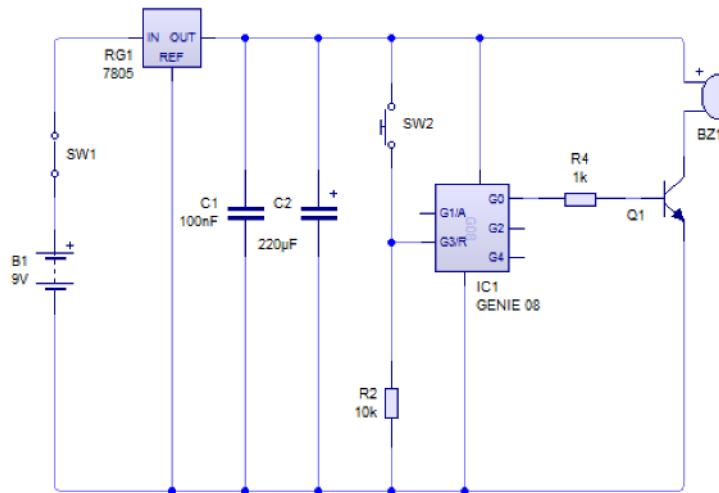 IN OUT
REF
RG1
7805
+
SW2
BZ1
SW1
R4
1k
C1
100nF
C2
+
220µF
G1/A
G0
G08
G2
G3/R
G4
Q1
+
B1
9V
IC1
GENIE 08
R2
10k